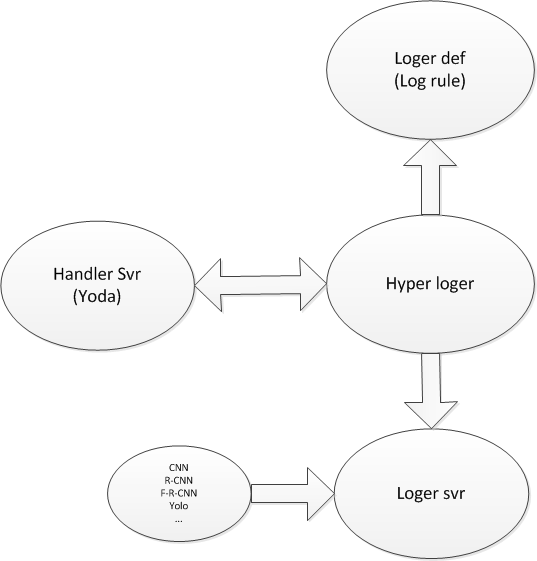 Loger def
(Log rule)
Handler Svr
(Yoda)
Hyper loger
CNN
R-CNN
F-R-CNN
Yolo
...
Loger svr